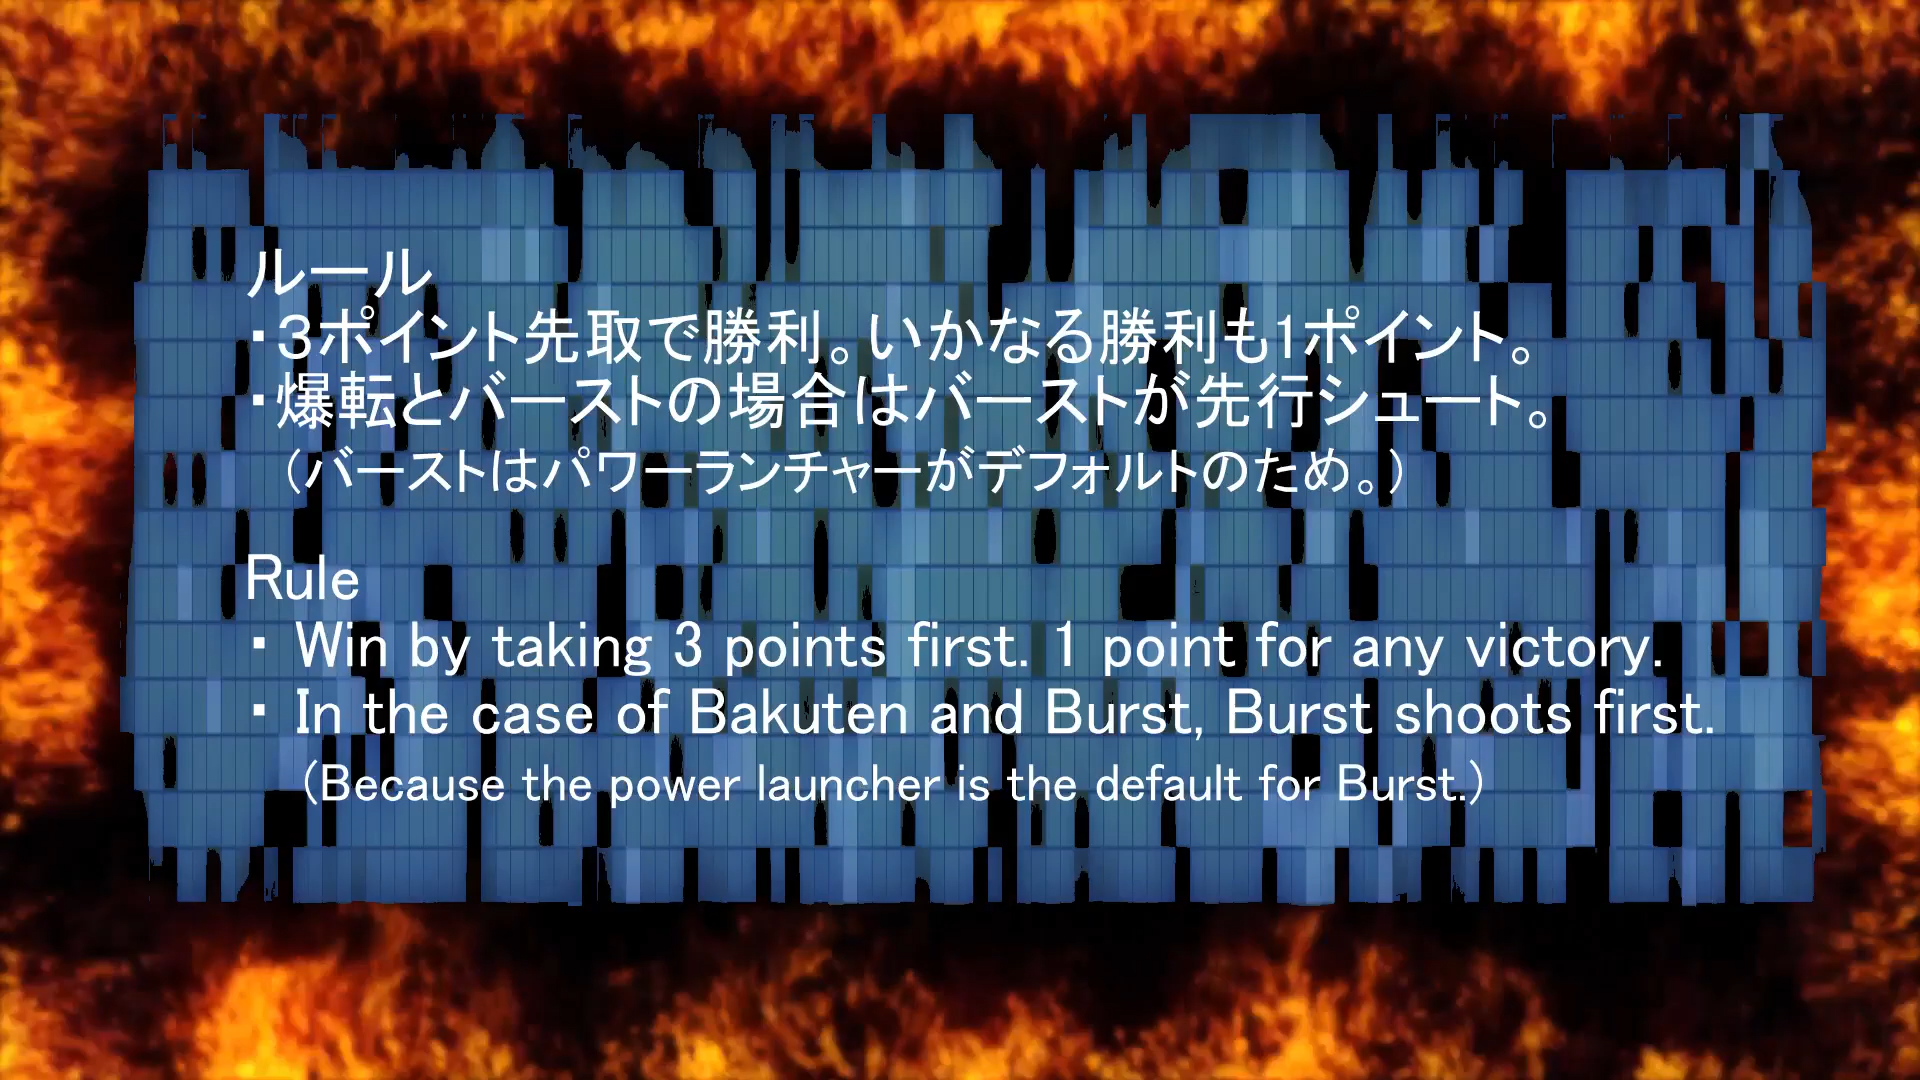 ルール
・３ポイント先取で勝利。いかなる勝利も1ポイント。
・爆転とバーストの場合はバーストが先行シュート。
（バーストはパワーランチャーがデフォルトのため。）
Rule
・ Win by taking 3 points first. 1 point for any victory.
・ In the case of Bakuten and Burst, Burst shoots first.
（Because the power launcher is the default for Burst.）